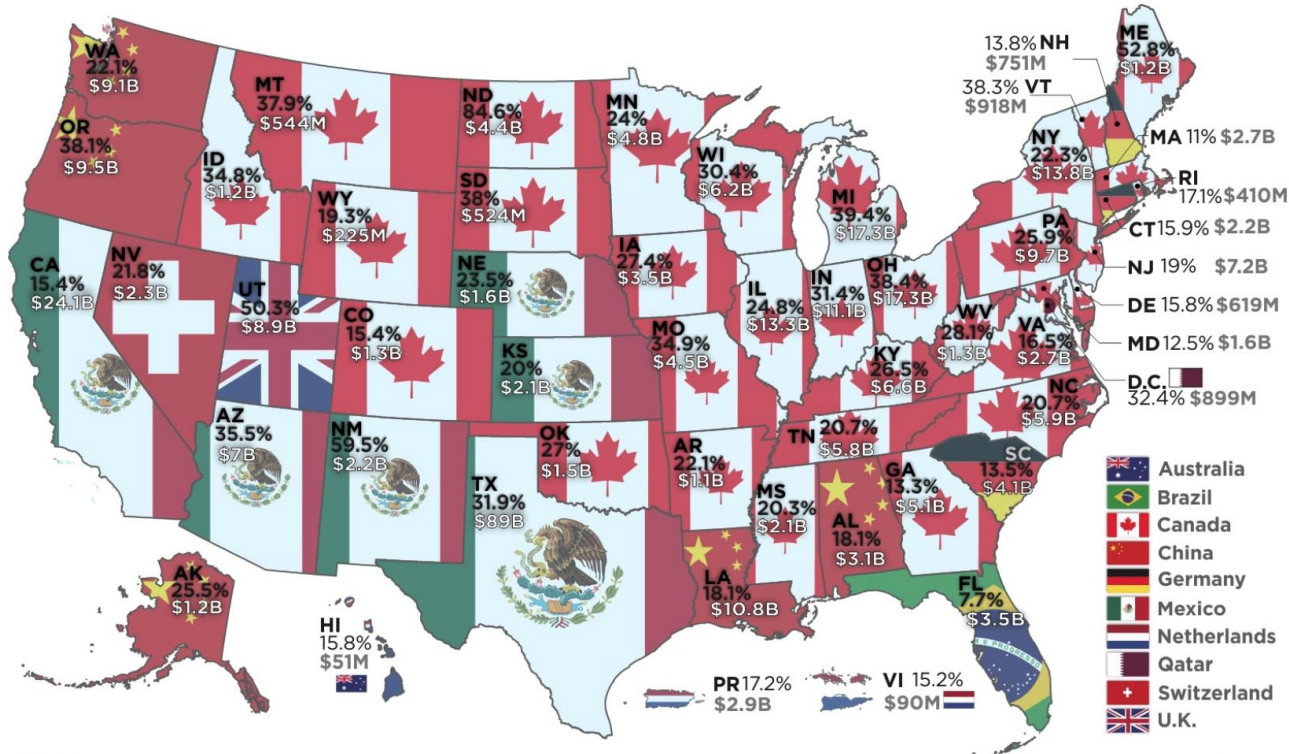 WA
22.1%
$9.1B
OR
38.1%
$9.5B
MT
37.9%
$544M
ID
34.8%
$1.2B
WY
19.3%
$225M
ND
84.6%
$4.4B
SD
38%
$524M
MN
24%
$4.8B
WI
30.4%
$6.2B
MI
39.4%
$17.3B
CA
15.4%
$24.1B
NV
21.8%
$2.3B
UT
50.3%
$8.9B
CO
15.4%
$1.3B
NE
23.5%
$1.6B
KS
20%
$2.1B
IA
27.4%
$3.5B
MO
34.9%
$4.5B
IL
24.8%
$13.3B
IN
31.4%
$11.1B
OH
38.4%
$17.3B
KY
26.5%
$6.6B
WV
28.1%
$1.3B
VA
16.5%
$2.7B
PA
25.9%
$9.7B
NY
22.3%
$13.8B
ME
52.8%
$1.2B
13.8% NH
$751M
38.3% VT
$918M
MA 11% $2.7B
RI
17.1% $410M
CT 15.9% $2.2B
NJ 19% $7.2B
DE 15.8% $619M
MD 12.5% $1.6B
D.C.
32.4% $899M
AZ
35.5%
$7B
NM
59.5%
$2.2B
TX
31.9%
$89B
OK
27%
$1.5B
AR
22.1%
$1.1B
LA
18.1%
$10.8B
MS
20.3%
$2.1B
AL
18.1%
$3.1B
TN 20.7%
$5.8B
GA
13.3%
$5.1B
NC
20.7%
$5.9B
SC
13.5%
$4.1B
FL
7.7%
$3.5B
AK
25.5%
$1.2B
HI
15.8%
$51M
PR 17.2%
$2.9B
VI 15.2%
$90M
Australia
Brazil
Canada
China
Germany
Mexico
Netherlands
Qatar
Switzerland
U.K.